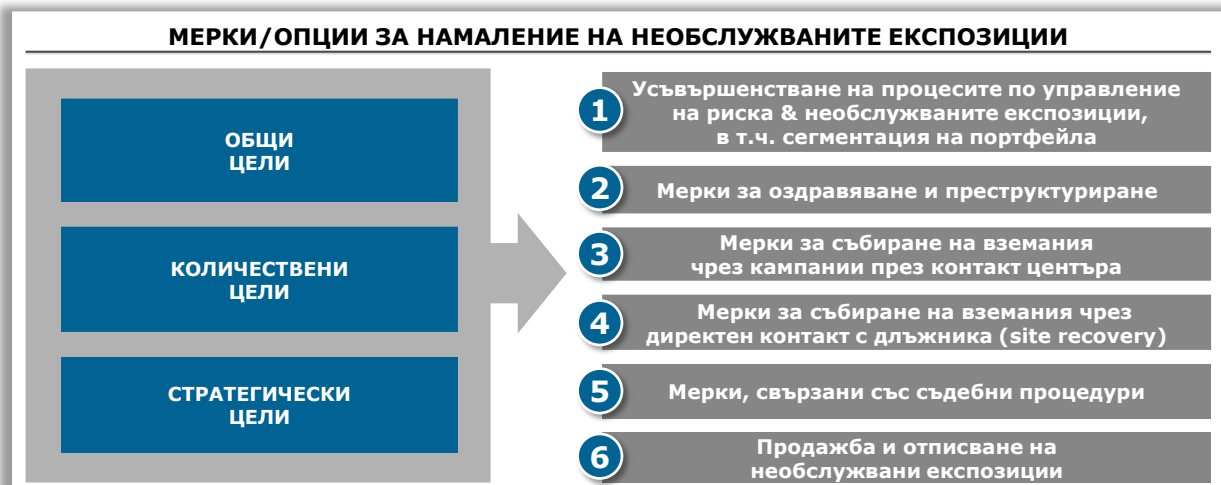 МЕРКИ/ОПЦИИ ЗА НАМАЛЕНИЕ НА НЕОБСЛУЖВАНИТЕ ЕКСПОЗИЦИИ
ОБЩИ
ЦЕЛИ
КОЛИЧЕСТВЕНИ
ЦЕЛИ
СТРАТЕГИЧЕСКИ
ЦЕЛИ
1
Усъвършенстване на процесите по управление
на риска & необслужваните експозиции,
в т.ч. сегментация на портфейла
2
Мерки за оздравяване и преструктуриране
3
Мерки за събиране на вземания
чрез кампании през контакт центъра
4
Мерки за събиране на вземания чрез
директен контакт с длъжника (site recovery)
5
Мерки, свързани със съдебни процедури
6
Продажба и отписване на
необслужвани експозиции